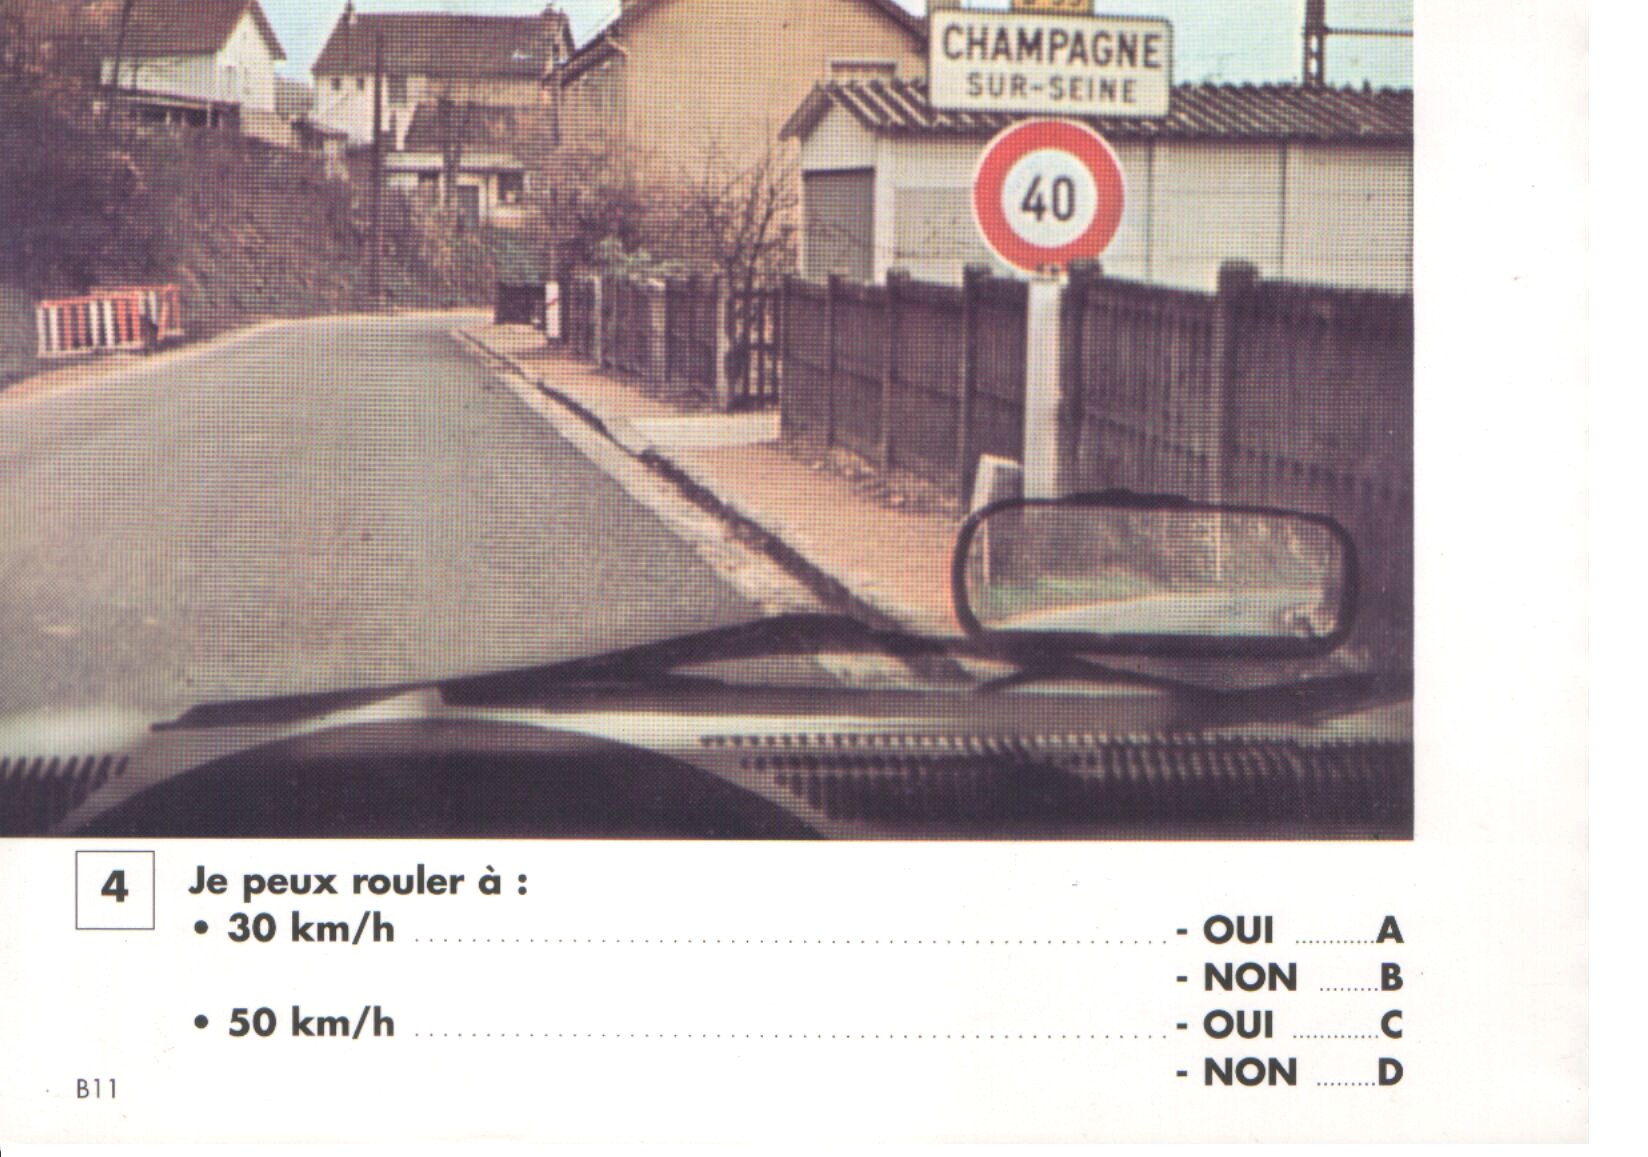 CHAMPAGNE
SUR-SEINE
40
4
Je peux rouler à :
• 30 km/h - OUI A
- NON B
• 50 km/h - OUI C
- NON D
B11